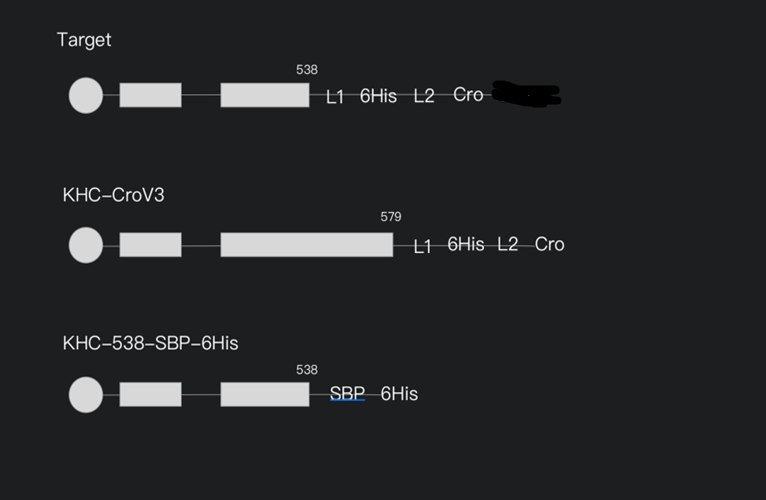 Target
538
L1 6His L2 Cro
KHC-CroV3
579
L1 6His L2 Cro
KHC-538-SBP-6His
538
SBP 6His